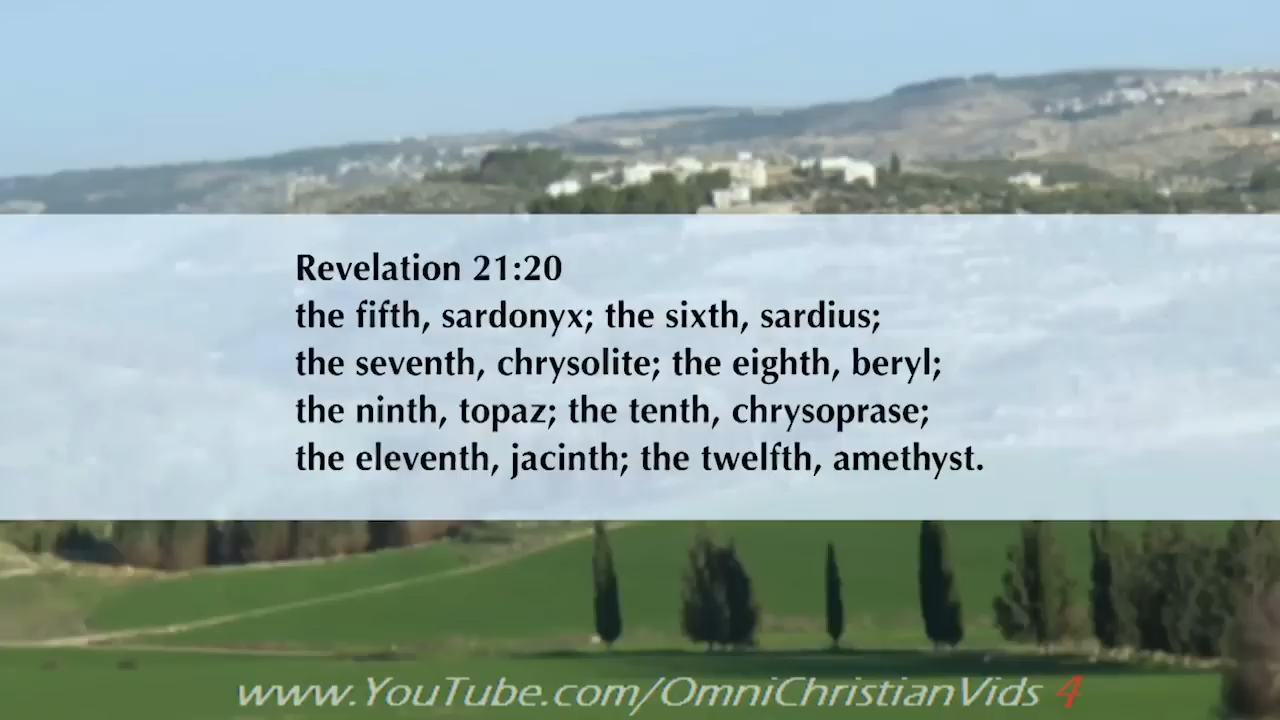 Revelation 21:20
the fifth, sardonyx; the sixth, sardius;
the seventh, chrysolite; the eighth, beryl;
the ninth, topaz; the tenth, chrysoprase;
the eleventh, jacinth; the twelfth, amethyst.
www.YouTube.com/OmniChristianVids 4